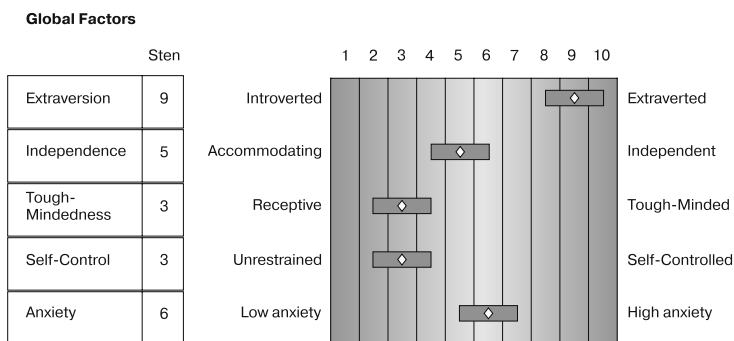 Global Factors
Sten 1 2 3 4 5 6 7 8 9 10
Extraversion 9 Introverted Extraverted
Independence 5 Accommodating Independent
Tough-
Mindedness 3 Receptive Tough-Minded
Self-Control 3 Unrestrained Self-Controlled
Anxiety 6 Low anxiety High anxiety